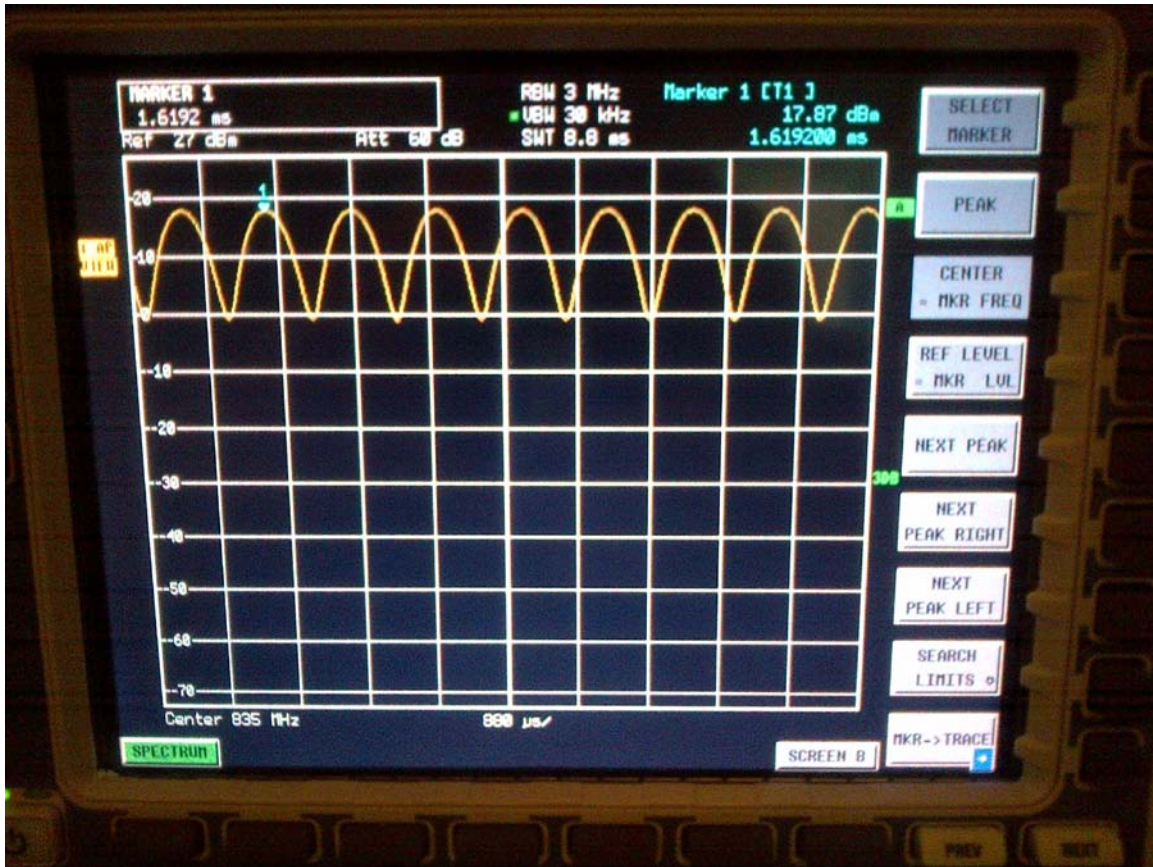 MARKER 1
1.6192 ms
RBW 3 MHz
VBW 30 kHz
SWT 8.8 ms
Marker 1 [T1 ]
17.87 dBm
1.619200 ms
Ref 27 dBm
Att 60 dB
1
20
10
0
-10
-20
-30
-40
-50
-60
-70
A
3DB
Center 835 MHz
880 µs/
SPECTRUM
SCREEN B
SELECT
MARKER
PEAK
CENTER
= MKR FREQ
REF LEVEL
= MKR LVL
NEXT PEAK
NEXT
PEAK RIGHT
NEXT
PEAK LEFT
SEARCH
LIMITS
MKR->TRACE
PREV
NEXT